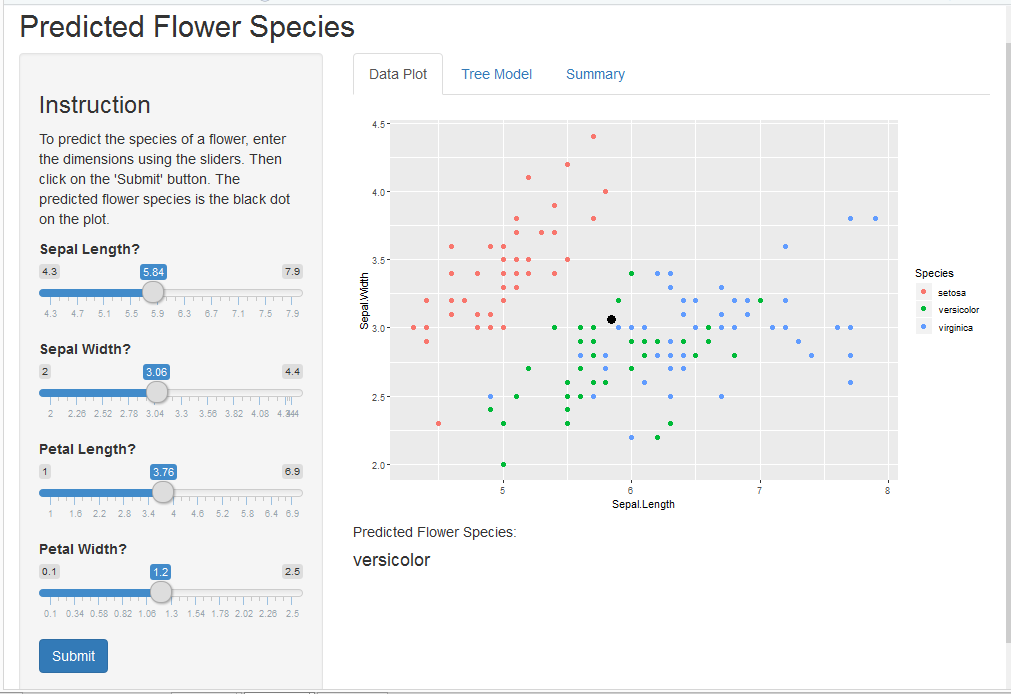 Predicted Flower Species
Instruction
To predict the species of a flower, enter
the dimensions using the sliders. Then
click on the 'Submit' button. The
predicted flower species is the black dot
on the plot.
Sepal Length?
4.3 5.84 7.9
4.3 4.7 5.1 5.5 5.9 6.3 6.7 7.1 7.5 7.9
Sepal Width?
2 3.06 4.4
2 2.26 2.52 2.78 3.04 3.3 3.56 3.82 4.08
Petal Length?
1 3.76 6.9
1 1.6 2.2 2.8 3.4 4 4.6 5.2 5.8 6.4 6.9
Petal Width?
0.1 1.2 2.5
0.1 0.34 0.58 0.82 1.06 1.3 1.54 1.78 2.02 2.26 2.5
Submit
Data Plot Tree Model Summary
4.5
4.0
3.5
3.0
2.5
2.0
Sepal.Width
5 6 7 8
Sepal.Length
Species
setosa
versicolor
virginica
Predicted Flower Species:
versicolor